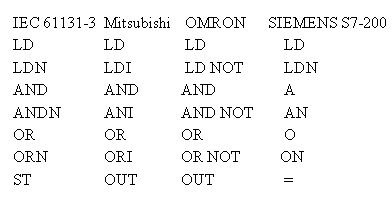 IEC 61131-3 Mitsubishi OMRON SIEMENS S7-200
LD LD LD LD
LDN LDI LD NOT LDN
AND AND AND A
ANDN ANI AND NOT AN
OR OR OR O
ORN ORI OR NOT ON
ST OUT OUT =